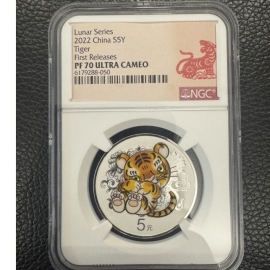 Lunar Series
2022 China S5Y
Tiger
First Releases
PF 70 ULTRA CAMEO
6179288-050
NGC
5元